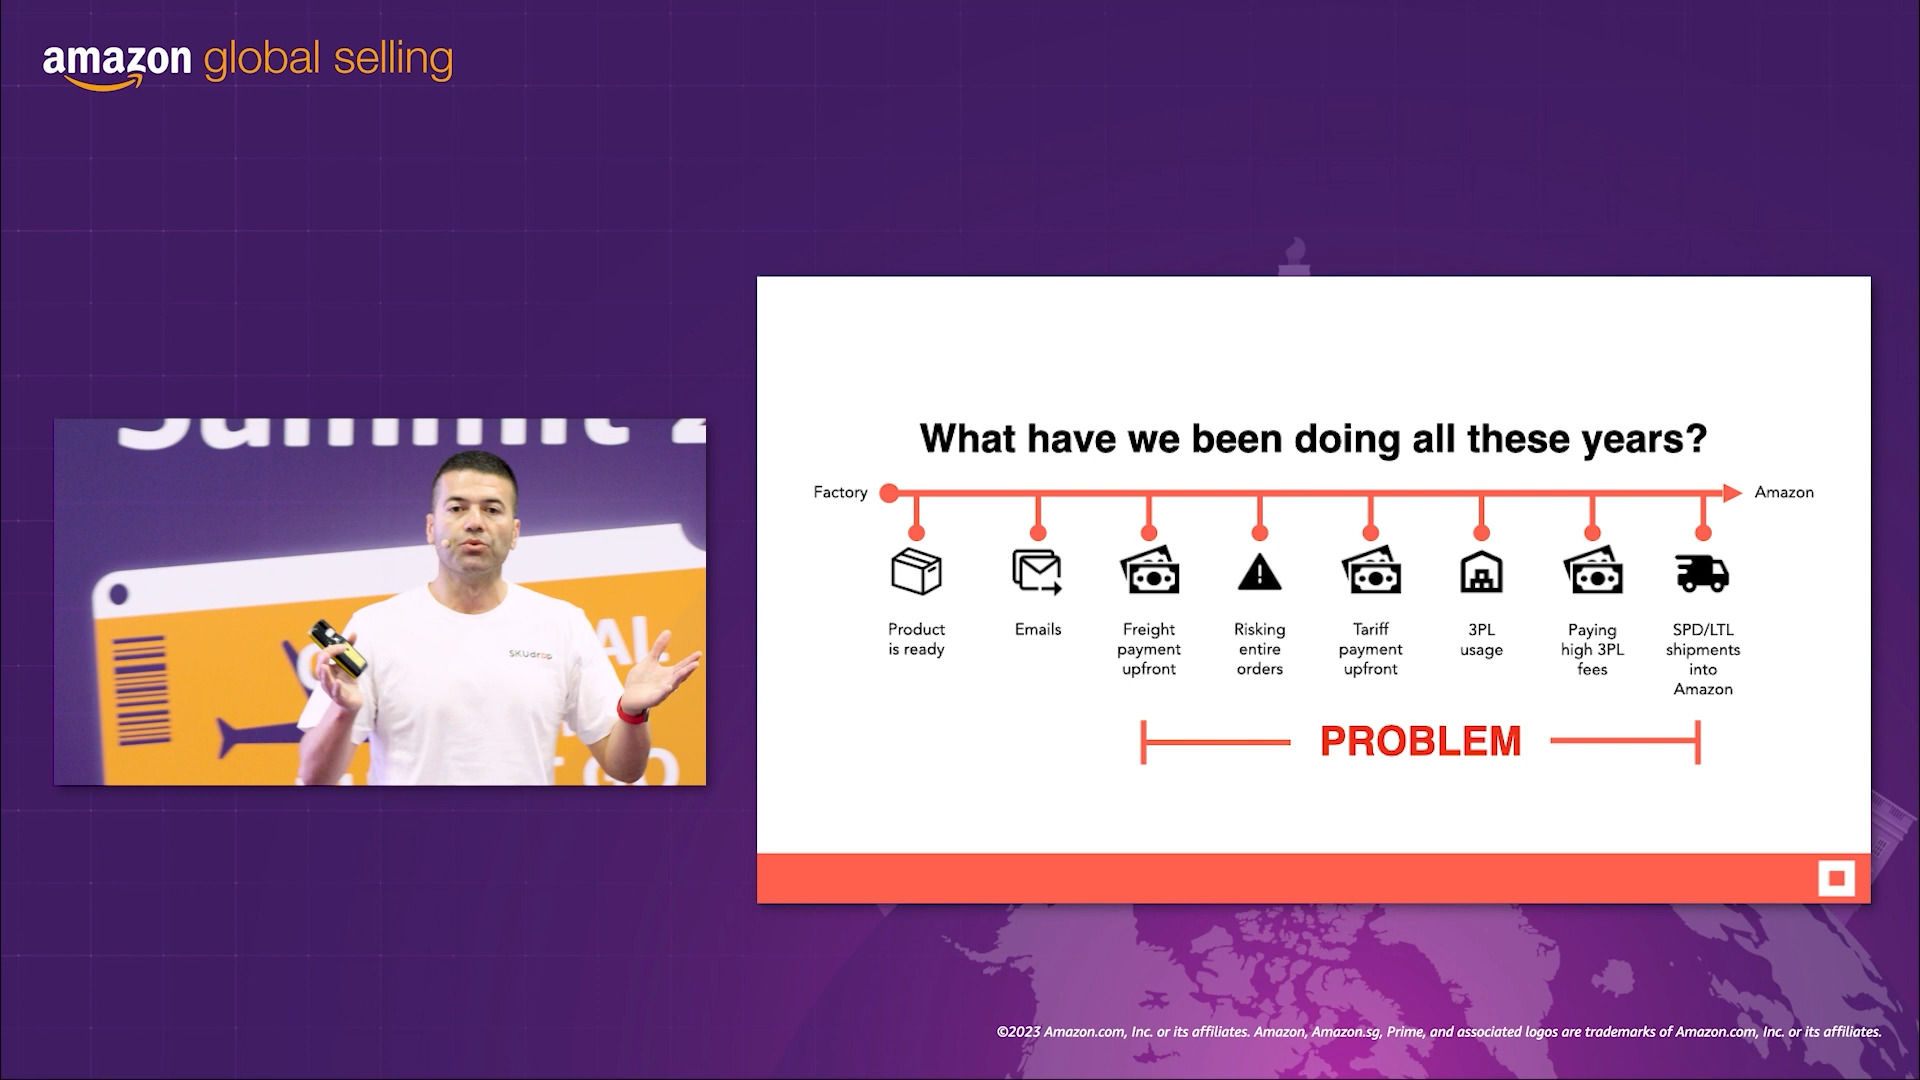 amazon global selling
Summit 2
SKUdrop
What have we been doing all these years?
Factory
Amazon
Product
is ready
Emails
Freight
payment
upfront
Risking
entire
orders
Tariff
payment
upfront
3PL
usage
Paying
high 3PL
fees
SPD/LTL
shipments
into
Amazon
PROBLEM
©2023 Amazon.com, Inc. or its affiliates. Amazon, Amazon.sg, Prime, and associated logos are trademarks of Amazon.com, Inc. or its affiliates.